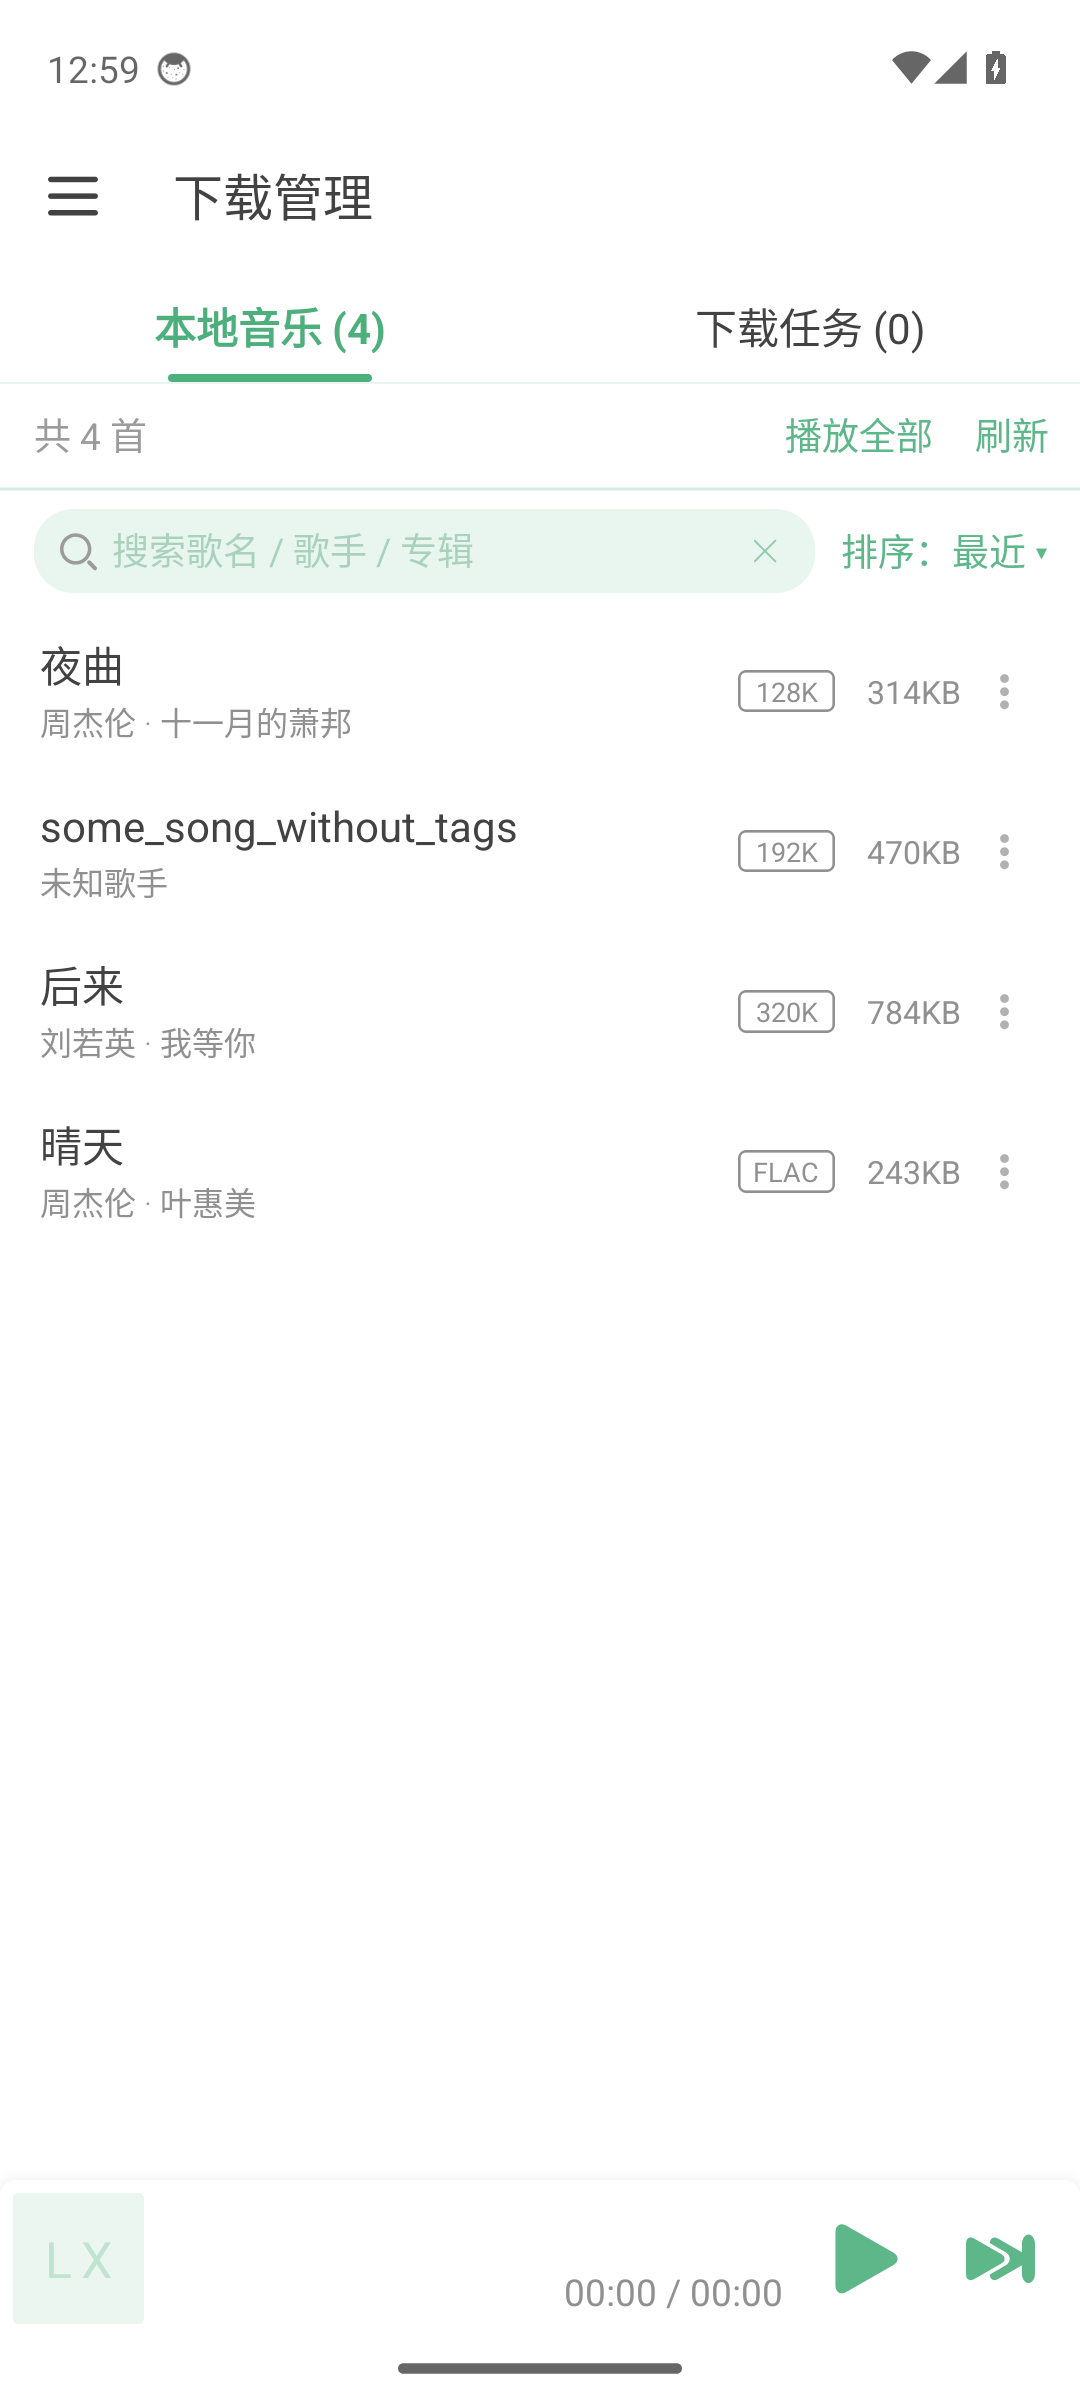 12:59
下载管理
本地音乐 (4)
下载任务 (0)
共 4 首
播放全部
刷新
搜索歌名 / 歌手 / 专辑
排序：最近 ▾
夜曲
周杰伦 · 十一月的萧邦
128K
314KB
some_song_without_tags
未知歌手
192K
470KB
后来
刘若英 · 我等你
320K
784KB
晴天
周杰伦 · 叶惠美
FLAC
243KB
L X
00:00 / 00:00